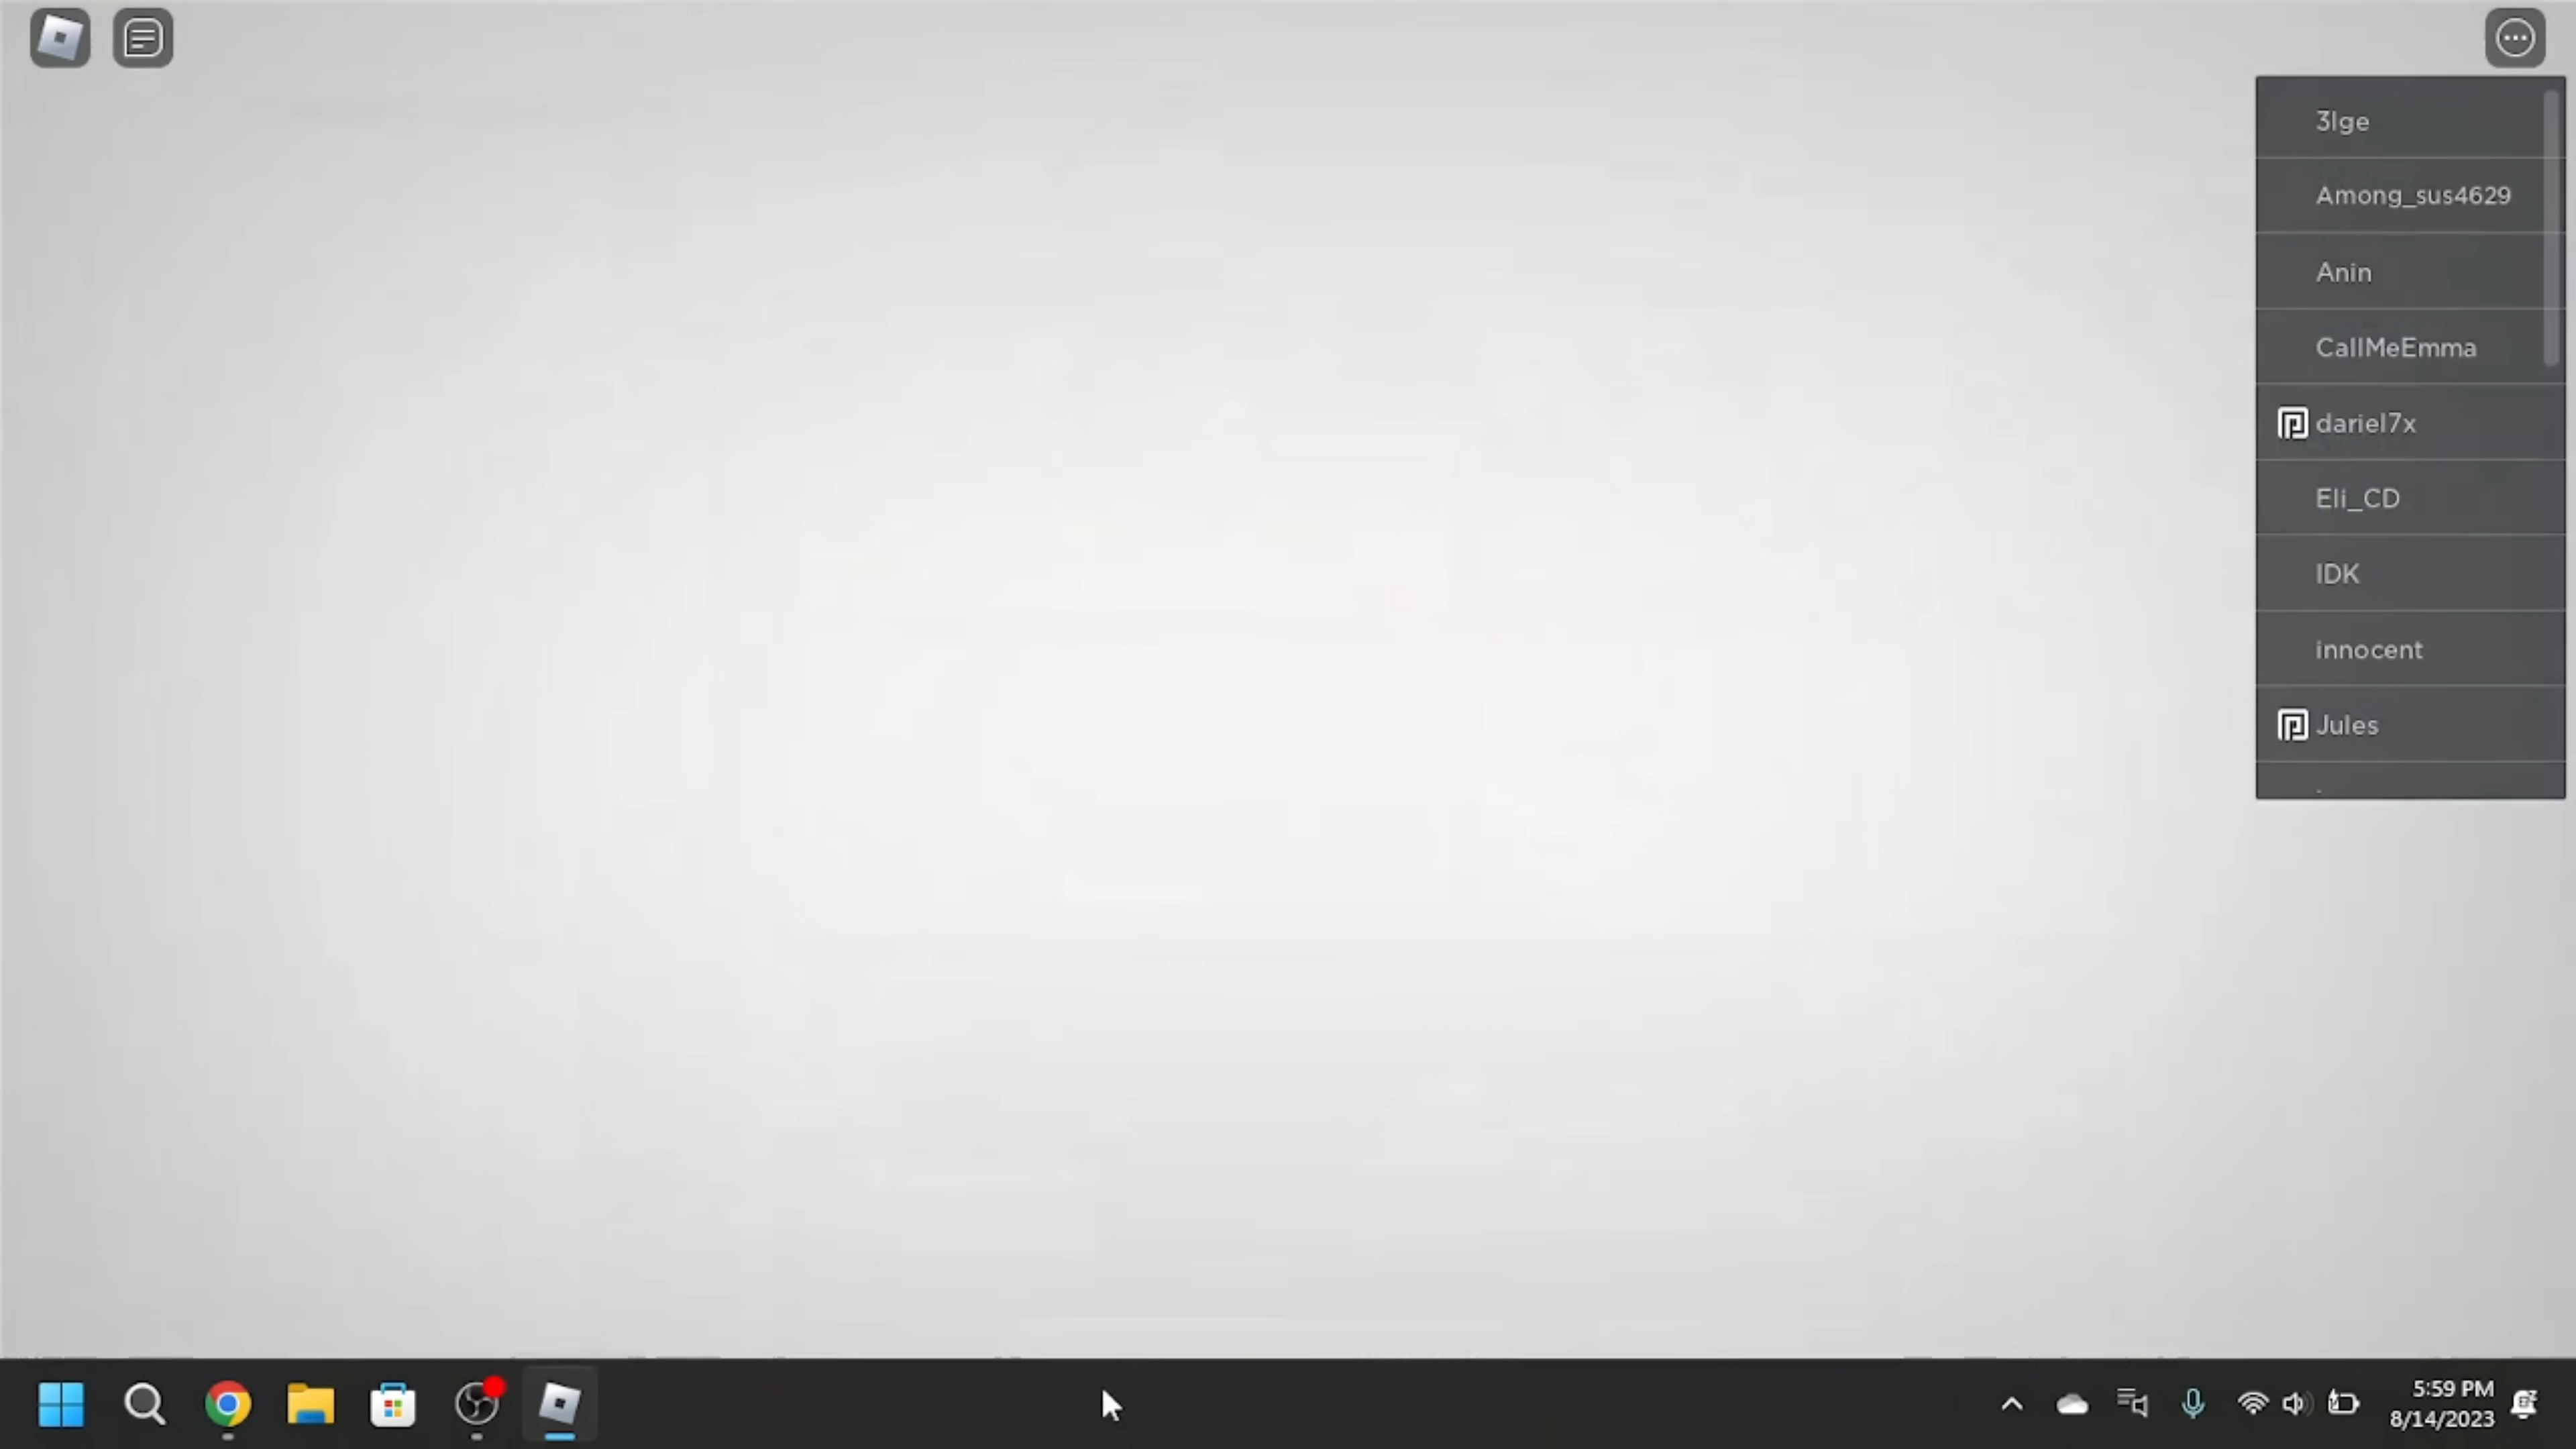 3lge
Among_sus4629
Anin
CallMeEmma
dariel7x
Eli_CD
IDK
innocent
Jules
.
5:59 PM
8/14/2023